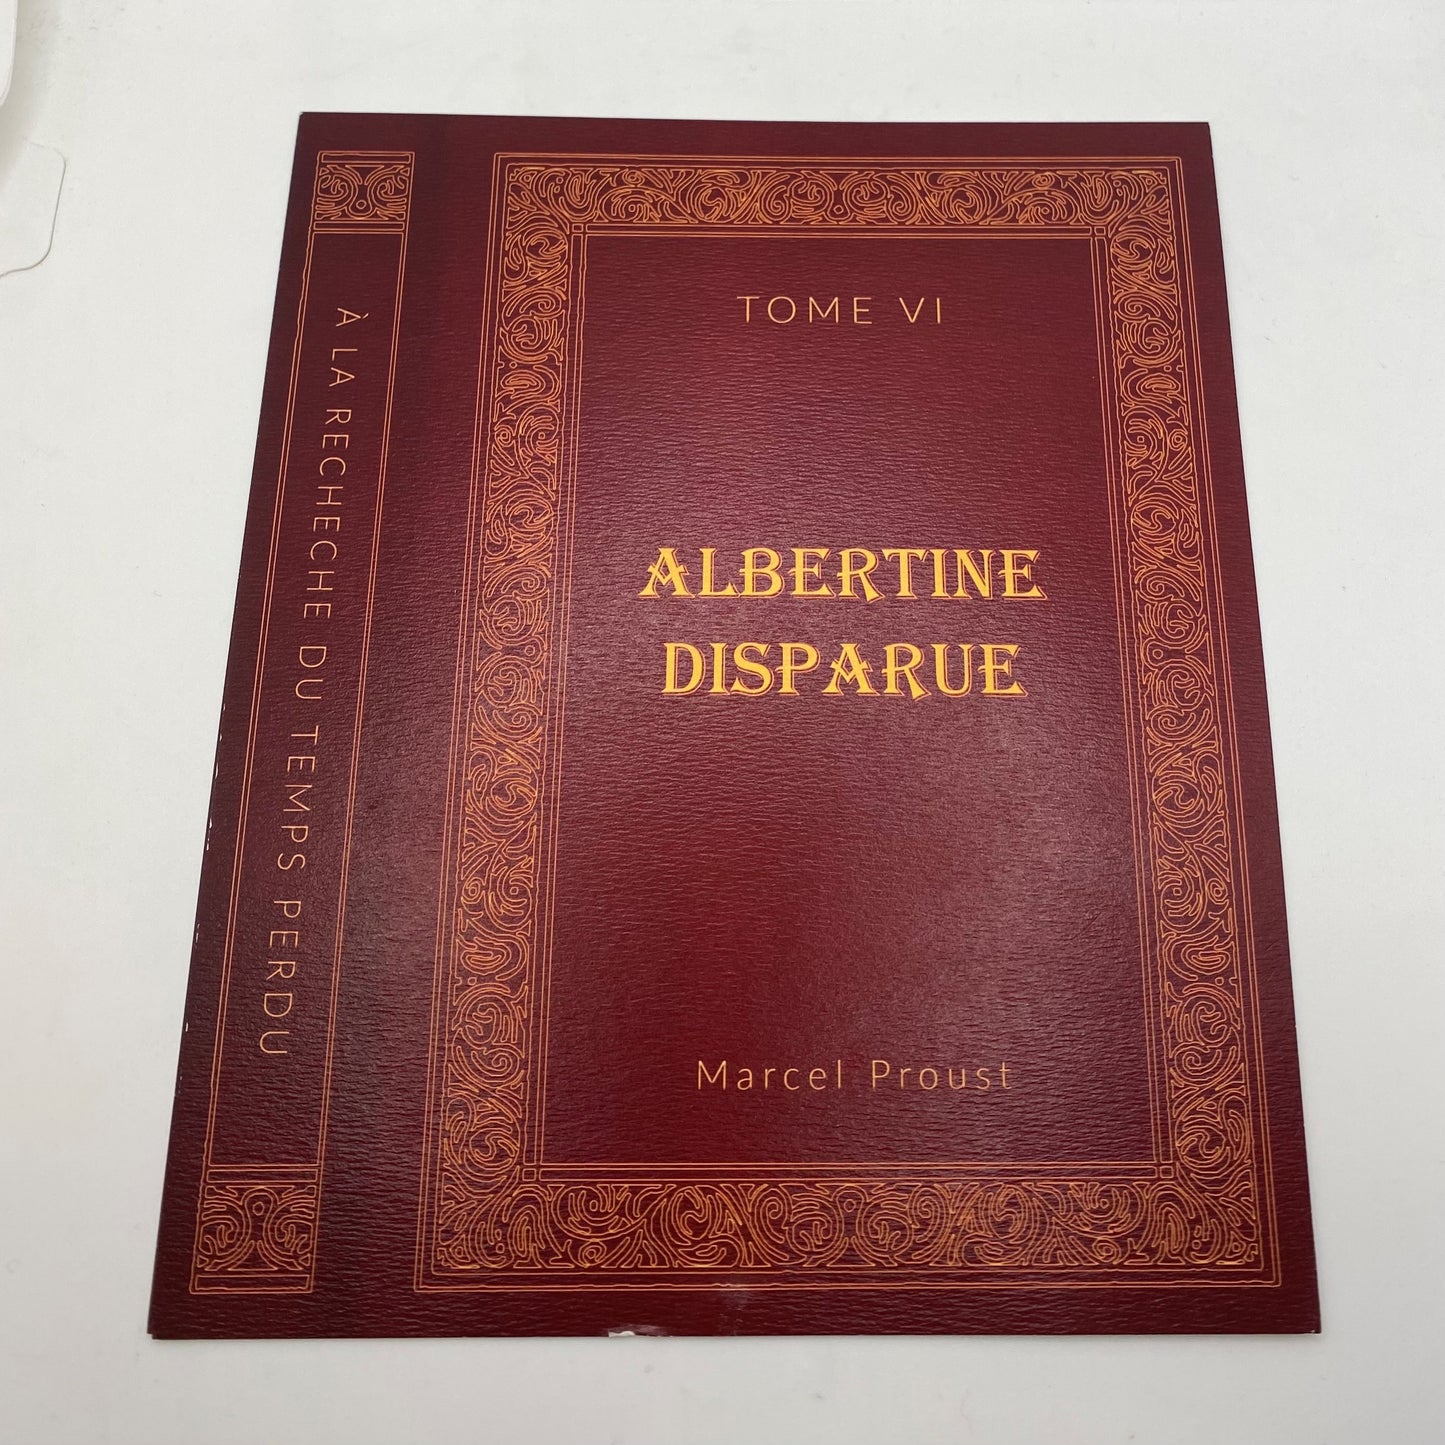 À LA RECHECHE DU TEMPS PERDU
TOME VI
ALBERTINE
DISPARUE
Marcel Proust